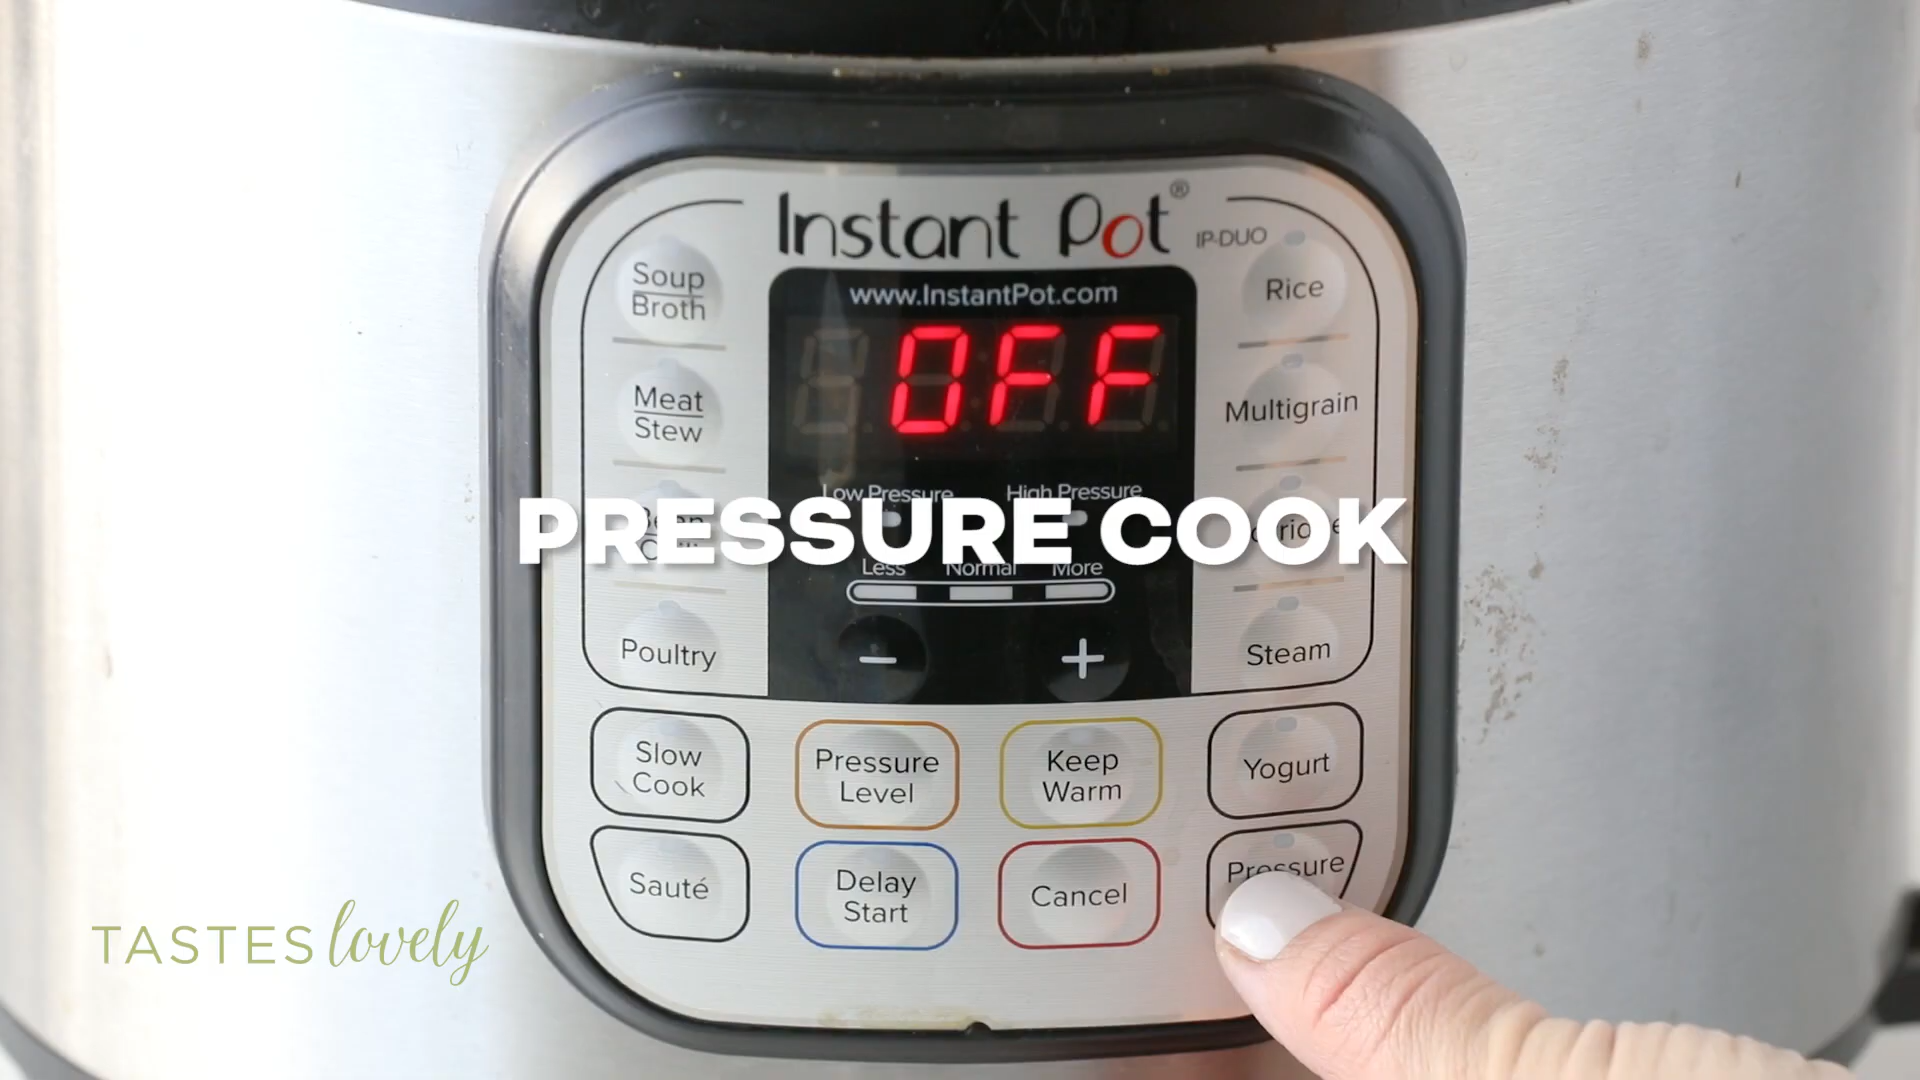 Instant Pot®
IP-DUO
www.InstantPot.com
OFF
Soup
Broth
Rice
Meat
Stew
Multigrain
Low Pressure
High Pressure
PRESSURE COOK
Less
Normal
More
Poultry
−
+
Steam
Slow
Cook
Pressure
Level
Keep
Warm
Yogurt
Sauté
Delay
Start
Cancel
Pressure
TASTES lovely